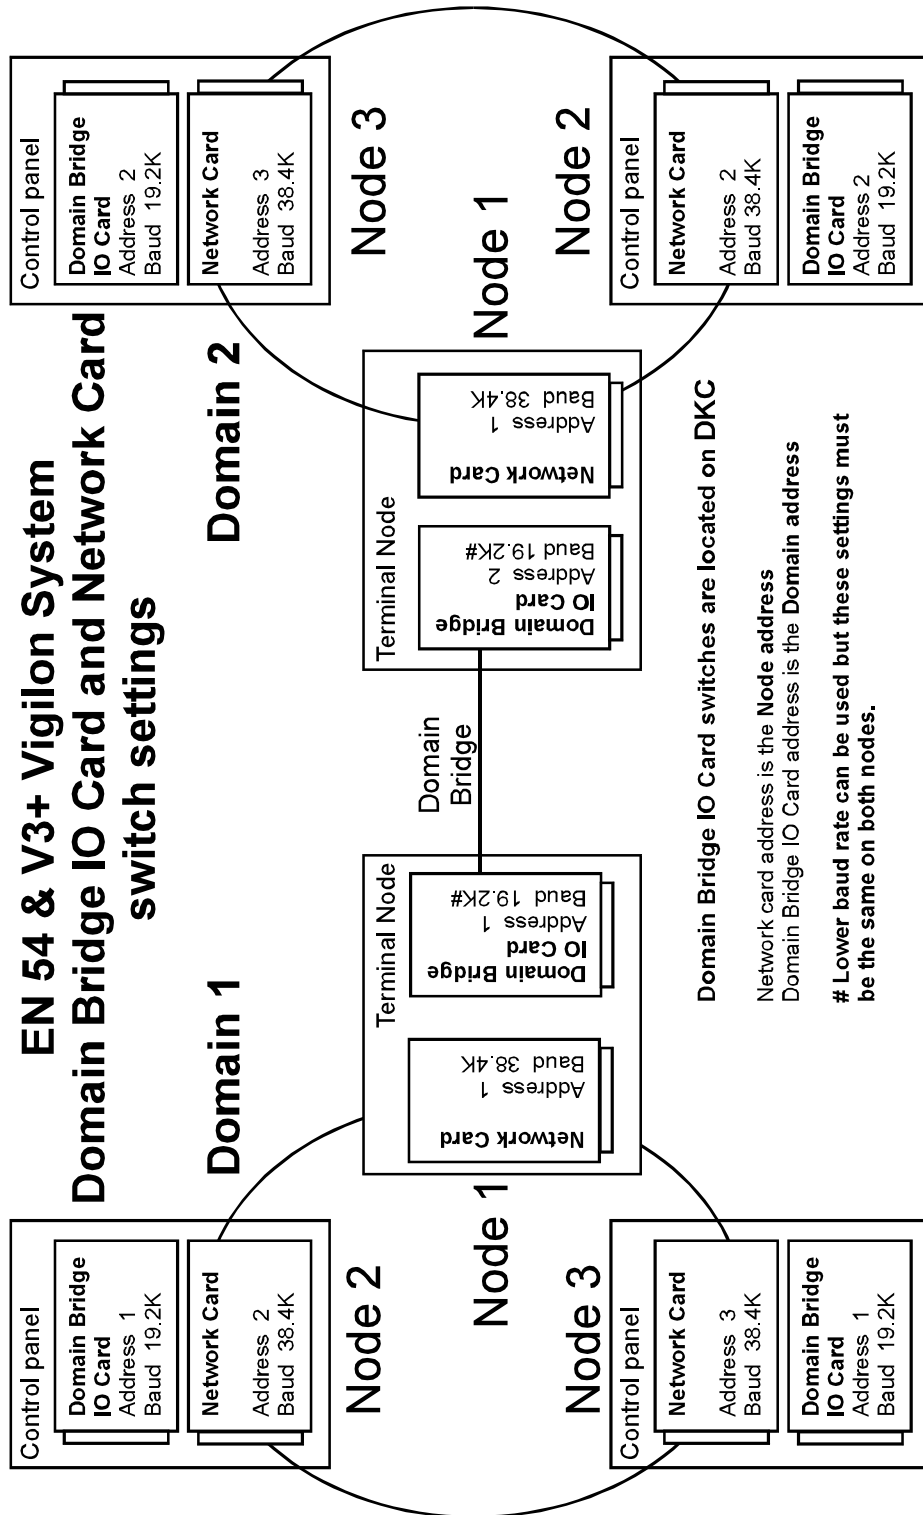 EN 54 & V3+ Vigilon System
Domain Bridge IO Card and Network Card
switch settings
Domain 1
Domain 2
Control panel
Domain Bridge
IO Card
Address 1
Baud 19.2K
Network Card
Address 2
Baud 38.4K
Node 2
Control panel
Domain Bridge
IO Card
Address 2
Baud 19.2K
Network Card
Address 3
Baud 38.4K
Node 3
Node 1
Terminal Node
Network Card
Address 1
Baud 38.4K
Domain Bridge
IO Card
Address 1
Baud 19.2K#
Domain
Bridge
Terminal Node
Domain Bridge
IO Card
Address 2
Baud 19.2K#
Network Card
Address 1
Baud 38.4K
Node 1
Node 3
Control panel
Network Card
Address 3
Baud 38.4K
Domain Bridge
IO Card
Address 1
Baud 19.2K
Node 2
Control panel
Network Card
Address 2
Baud 38.4K
Domain Bridge
IO Card
Address 2
Baud 19.2K
Domain Bridge IO Card switches are located on DKC
Network card address is the Node address
Domain Bridge IO Card address is the Domain address
# Lower baud rate can be used but these settings must
be the same on both nodes.